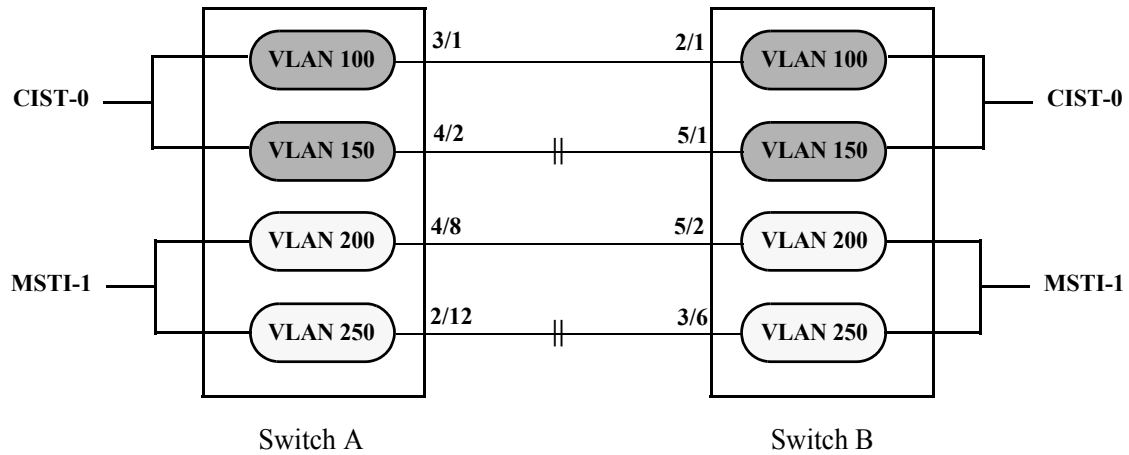 3/1 2/1
VLAN 100 VLAN 100
CIST-0 CIST-0
4/2 5/1
VLAN 150 VLAN 150
4/8 5/2
VLAN 200 VLAN 200
MSTI-1 MSTI-1
2/12 3/6
VLAN 250 VLAN 250
Switch A Switch B